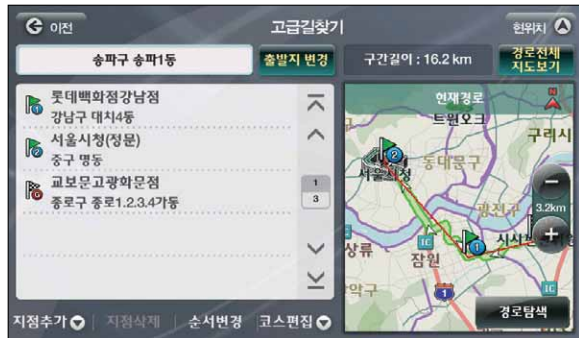 이전
고급길찾기
현위치
송파구 송파1동
출발지 변경
구간길이 : 16.2 km
경로전체
지도보기
롯데백화점강남점
강남구 대치4동
서울시청(정문)
중구 명동
교보문고광화문점
종로구 종로1.2.3.4가동
1
3
지점추가
지점삭제
순서변경
코스편집
현재경로
N
트윈오크
구리시
2
서울시청
동대문구
광진구
3.2km
1
상류
IC
잠원
악구
1
IC
경로탐색